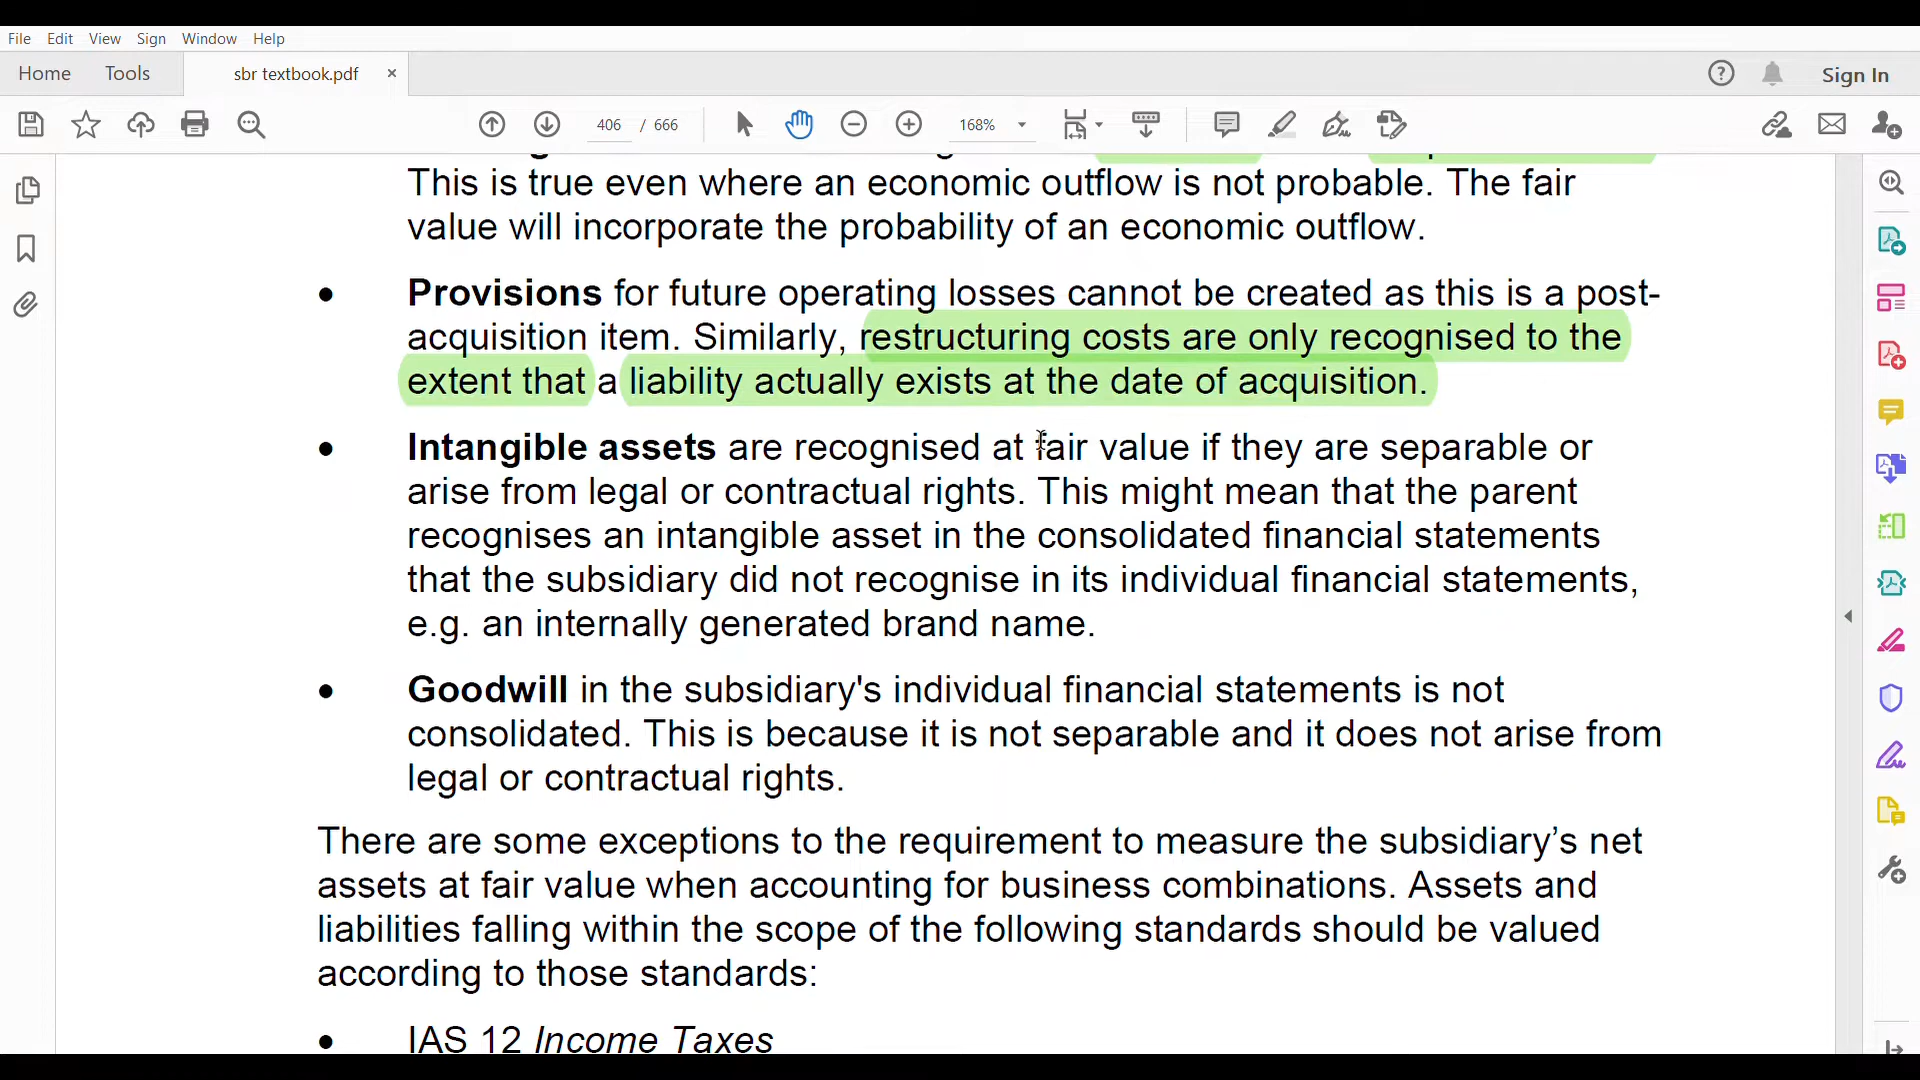 File Edit View Sign Window Help
Home Tools sbr textbook.pdf × Sign In
406 / 666 168%
This is true even where an economic outflow is not probable. The fair
value will incorporate the probability of an economic outflow.
• Provisions for future operating losses cannot be created as this is a post-
acquisition item. Similarly, restructuring costs are only recognised to the
extent that a liability actually exists at the date of acquisition.
• Intangible assets are recognised at fair value if they are separable or
arise from legal or contractual rights. This might mean that the parent
recognises an intangible asset in the consolidated financial statements
that the subsidiary did not recognise in its individual financial statements,
e.g. an internally generated brand name.
• Goodwill in the subsidiary's individual financial statements is not
consolidated. This is because it is not separable and it does not arise from
legal or contractual rights.
There are some exceptions to the requirement to measure the subsidiary’s net
assets at fair value when accounting for business combinations. Assets and
liabilities falling within the scope of the following standards should be valued
according to those standards:
• IAS 12 Income Taxes